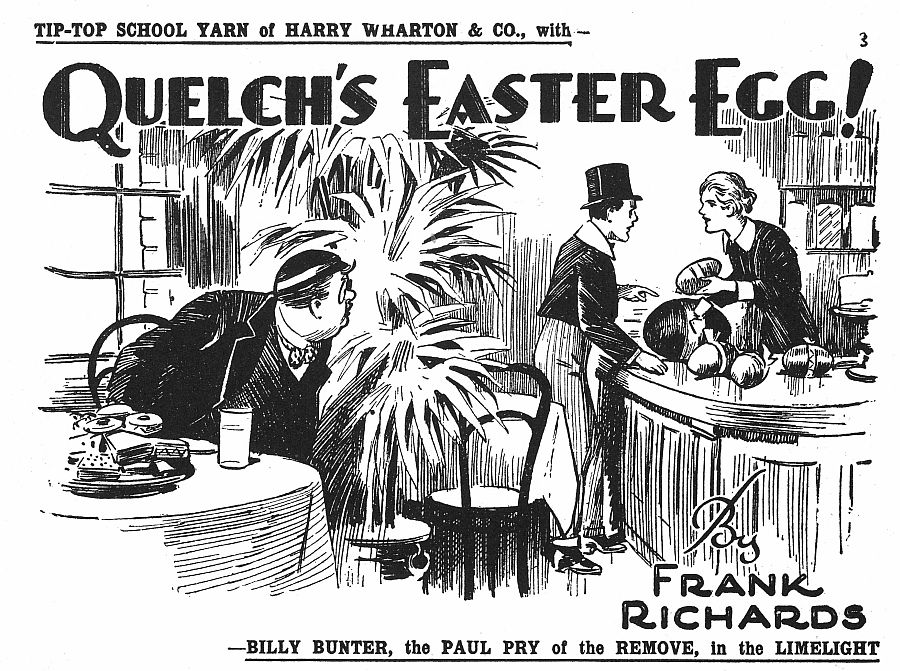 TIP-TOP SCHOOL YARN of HARRY WHARTON & CO., with —
3
QUELCH'S EASTER EGG!
By
FRANK
RICHARDS
—BILLY BUNTER, the PAUL PRY of the REMOVE, in the LIMELIGHT